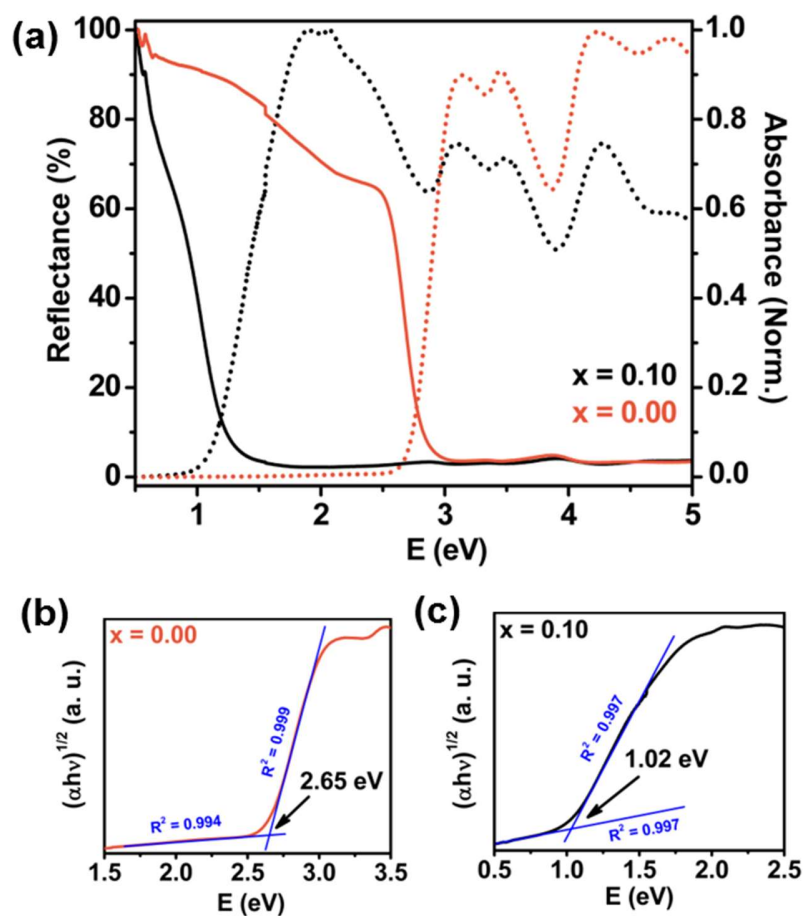 (a)
100
80
60
40
20
0
Reflectance (%)
1.0
0.8
0.6
0.4
0.2
0.0
Absorbance (Norm.)
x = 0.10
x = 0.00
1 2 3 4 5
E (eV)
(b)
x = 0.00
(αhν)1/2 (a. u.)
R2 = 0.999
2.65 eV
R2 = 0.994
1.5 2.0 2.5 3.0 3.5
E (eV)
(c)
x = 0.10
(αhν)1/2 (a. u.)
R2 = 0.997
1.02 eV
R2 = 0.997
0.5 1.0 1.5 2.0 2.5
E (eV)